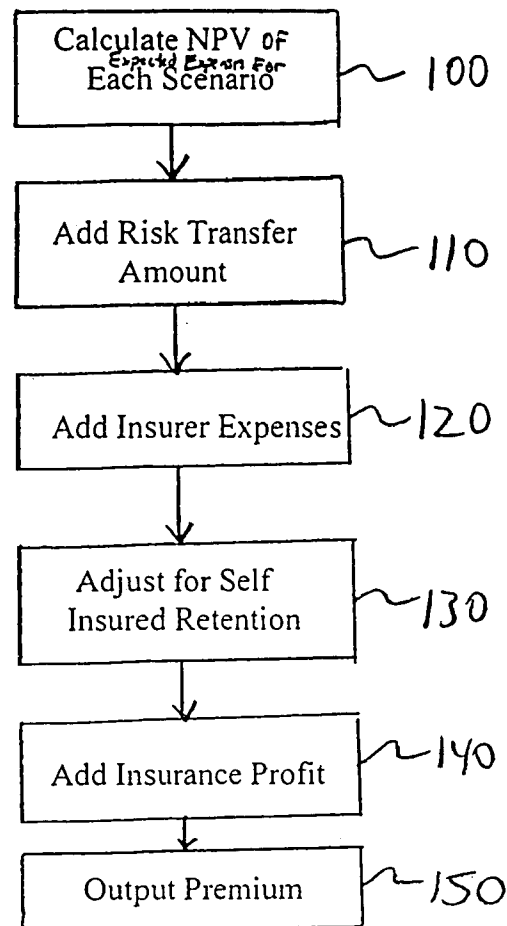 Calculate NPV OF
Expected Expense For
Each Scenario
100
Add Risk Transfer
Amount
110
Add Insurer Expenses
120
Adjust for Self
Insured Retention
130
Add Insurance Profit
140
Output Premium
150